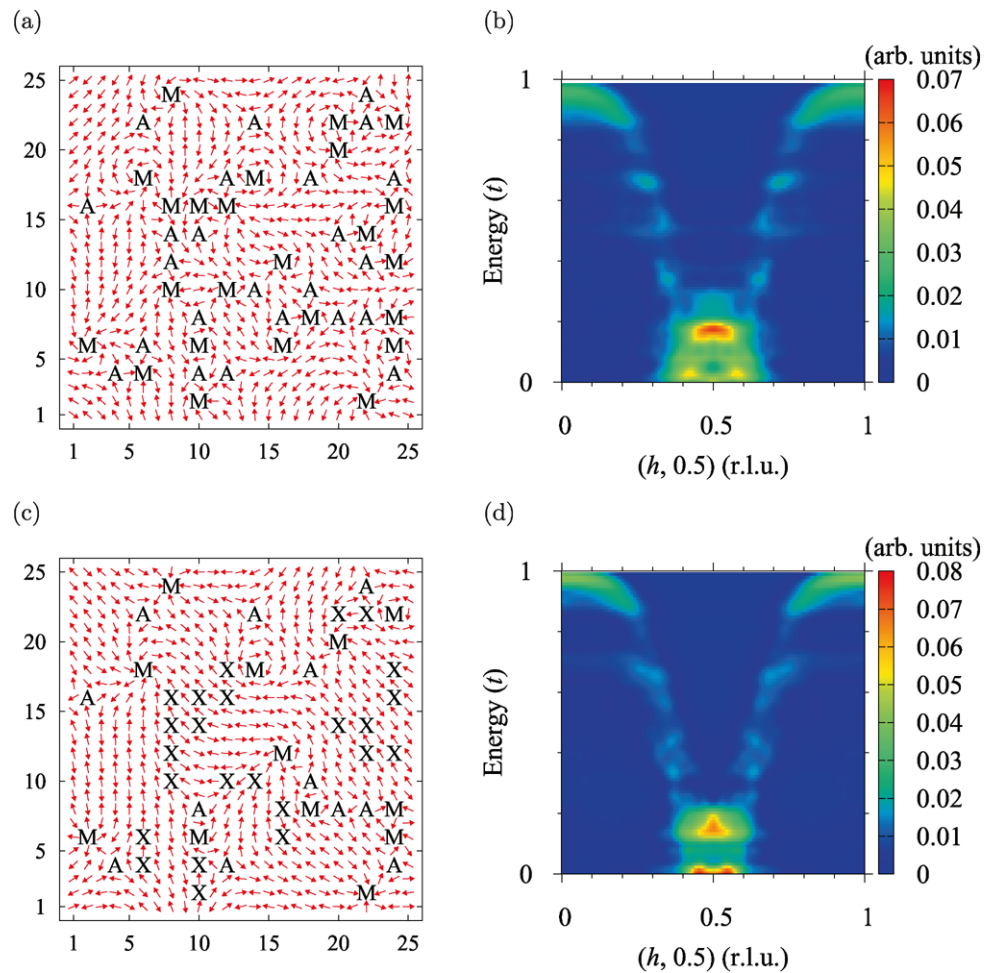 (a)
25
M A
A A M A M
20
M
M A M A A
A M M M M
15
A A A M
A M A M
10
M M A A
A A M A A M
M A M M M
5
A M A A A
M M
1
1 5 10 15 20 25
(b)
(arb. units)
1
Energy (t)
0
0 0.5 1
(h, 0.5) (r.l.u.)
0.07
0.06
0.05
0.04
0.03
0.02
0.01
0
(c)
25
M A
A A X X M
20
M
M X M A X
A X X X X
15
X X X X
X M X X
10
X X X A
A X M A A M
M X M X M
5
A X X A A
X M
1
1 5 10 15 20 25
(d)
(arb. units)
1
Energy (t)
0
0 0.5 1
(h, 0.5) (r.l.u.)
0.08
0.07
0.06
0.05
0.04
0.03
0.02
0.01
0